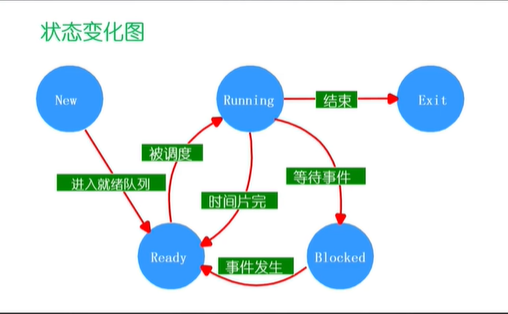 状态变化图
New
Running
Exit
结束
被调度
进入就绪队列
等待事件
时间片完
Ready
事件发生
Blocked